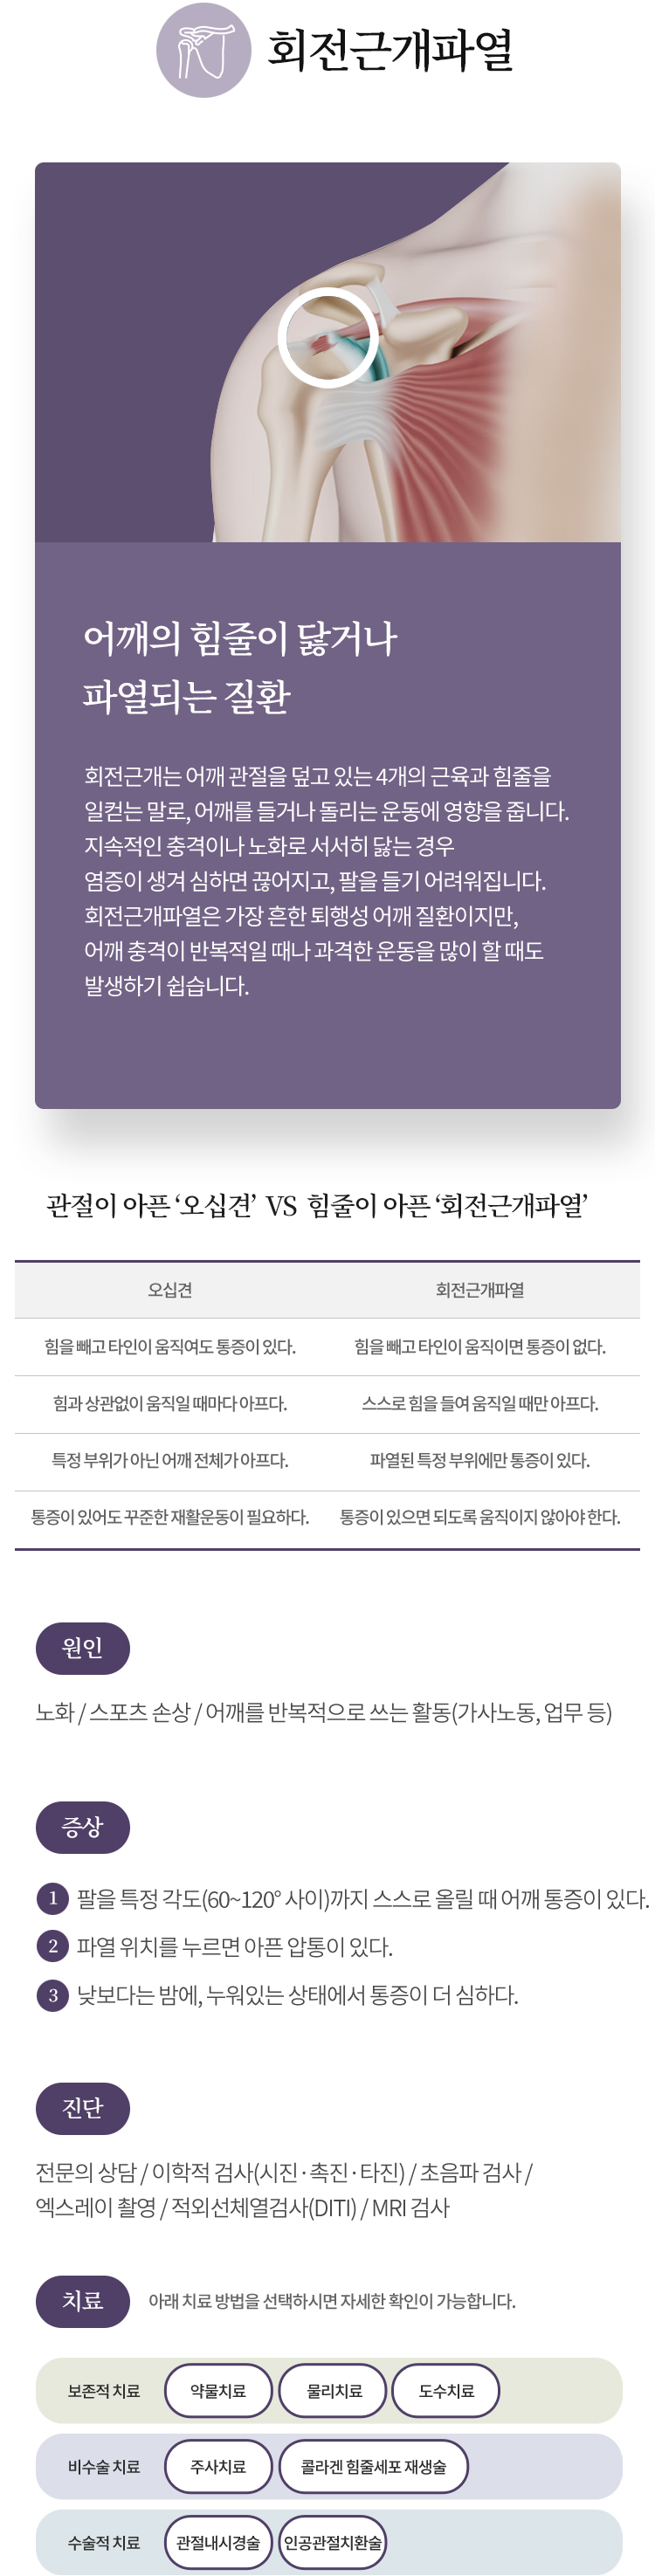 회전근개파열
어깨의 힘줄이 닳거나
파열되는 질환
회전근개는 어깨 관절을 덮고 있는 4개의 근육과 힘줄을
일컫는 말로, 어깨를 들거나 돌리는 운동에 영향을 줍니다.
지속적인 충격이나 노화로 서서히 닳는 경우
염증이 생겨 심하면 끊어지고, 팔을 들기 어려워집니다.
회전근개파열은 가장 흔한 퇴행성 어깨 질환이지만,
어깨 충격이 반복적일 때나 과격한 운동을 많이 할 때도
발생하기 쉽습니다.
관절이 아픈 ‘오십견’ VS 힘줄이 아픈 ‘회전근개파열’
오십견 회전근개파열
힘을 빼고 타인이 움직여도 통증이 있다. 힘을 빼고 타인이 움직이면 통증이 없다.
힘과 상관없이 움직일 때마다 아프다. 스스로 힘을 들여 움직일 때만 아프다.
특정 부위가 아닌 어깨 전체가 아프다. 파열된 특정 부위에만 통증이 있다.
통증이 있어도 꾸준한 재활운동이 필요하다. 통증이 있으면 되도록 움직이지 않아야 한다.
원인
노화 / 스포츠 손상 / 어깨를 반복적으로 쓰는 활동(가사노동, 업무 등)
증상
1 팔을 특정 각도(60~120° 사이)까지 스스로 올릴 때 어깨 통증이 있다.
2 파열 위치를 누르면 아픈 압통이 있다.
3 낮보다는 밤에, 누워있는 상태에서 통증이 더 심하다.
진단
전문의 상담 / 이학적 검사(시진·촉진·타진) / 초음파 검사 /
엑스레이 촬영 / 적외선체열검사(DITI) / MRI 검사
치료 아래 치료 방법을 선택하시면 자세한 확인이 가능합니다.
보존적 치료 약물치료 물리치료 도수치료
비수술 치료 주사치료 콜라겐 힘줄세포 재생술
수술적 치료 관절내시경술 인공관절치환술